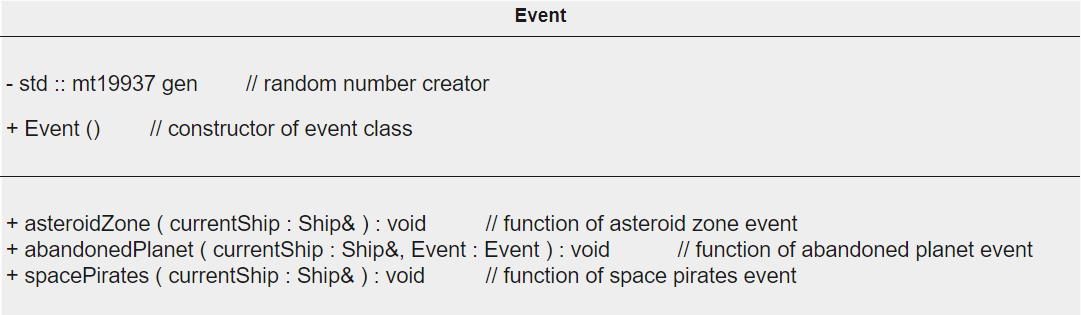 Event
- std :: mt19937 gen // random number creator
+ Event () // constructor of event class
+ asteroidZone ( currentShip : Ship& ) : void // function of asteroid zone event
+ abandonedPlanet ( currentShip : Ship&, Event : Event ) : void // function of abandoned planet event
+ spacePirates ( currentShip : Ship& ) : void // function of space pirates event